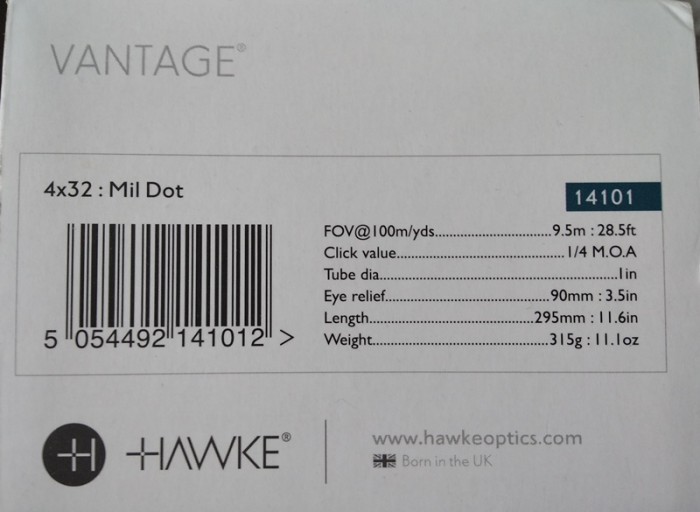 VANTAGE®
4x32 : Mil Dot
14101
FOV@100m/yds..............................9.5m : 28.5ft
Click value...........................................1/4 M.O.A
Tube dia............................................................1in
Eye relief..........................................90mm : 3.5in
Length..........................................295mm : 11.6in
Weight.............................................315g : 11.1oz
5 054492 141012 >
H HAWKE®
www.hawkeoptics.com
Born in the UK